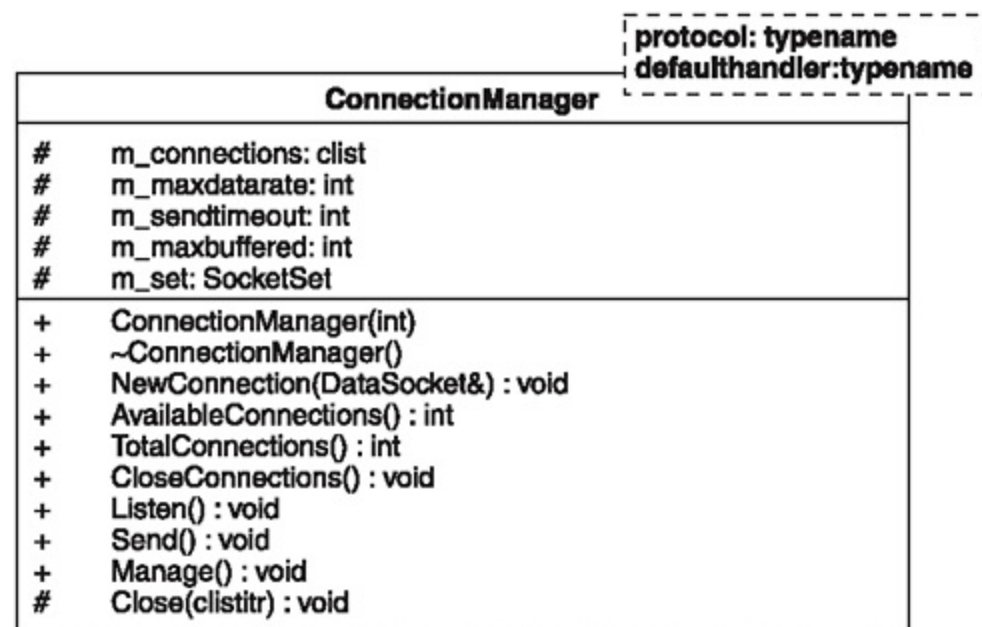 protocol: typename
defaulthandler:typename
ConnectionManager
# m_connections: clist
# m_maxdatarate: int
# m_sendtimeout: int
# m_maxbuffered: int
# m_set: SocketSet
+ ConnectionManager(int)
+ ~ConnectionManager()
+ NewConnection(DataSocket&) : void
+ AvailableConnections() : int
+ TotalConnections() : int
+ CloseConnections() : void
+ Listen() : void
+ Send() : void
+ Manage() : void
# Close(clistitr) : void